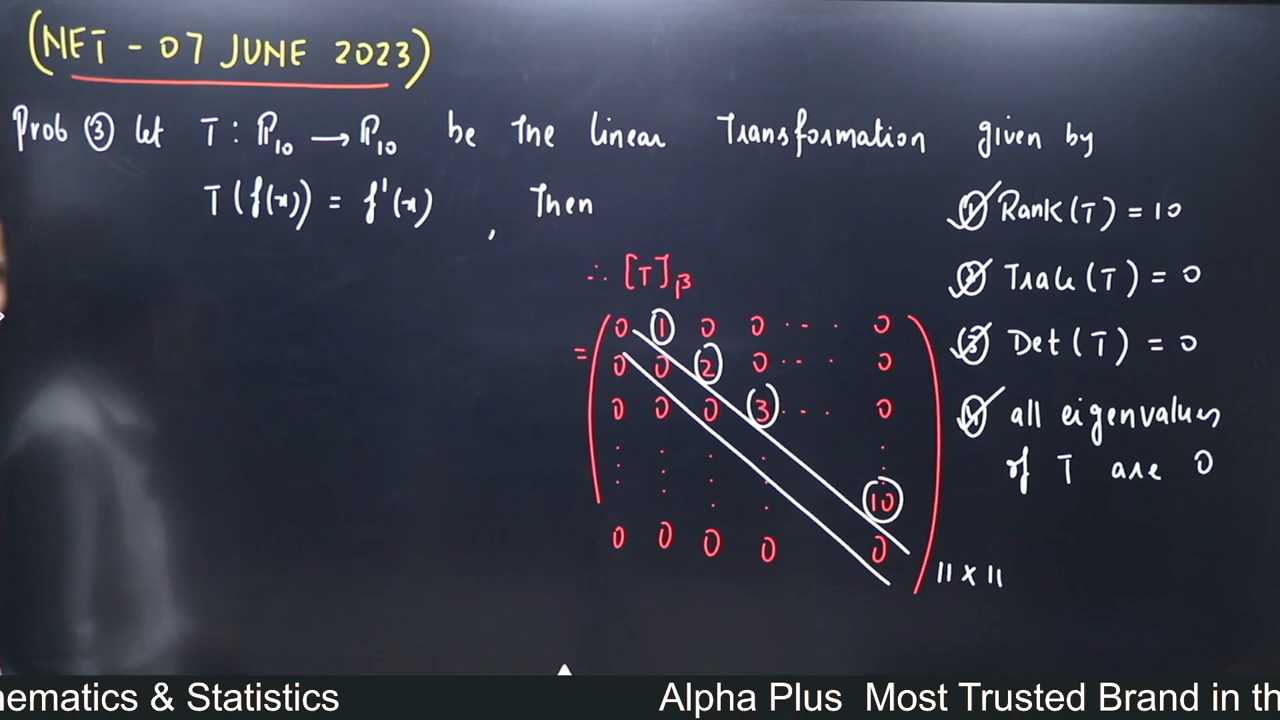 (NET - 07 JUNE 2023)
Prob ③ let T : P₁₀ → P₁₀ be the linear Transformation given by
T(f(x)) = f'(x) , Then
① Rank(T) = 10
② Trace(T) = 0
③ Det(T) = 0
④ all eigenvalues
of T are 0
∴ [T]β
= ( 0 1 0 0 · · · 0
0 0 2 0 · · · 0
0 0 0 3 · · · 0
⋮ ⋮ ⋮ ⋮ ⋮
10
0 0 0 0 0 ) 11 × 11
hematics & Statistics Alpha Plus Most Trusted Brand in th